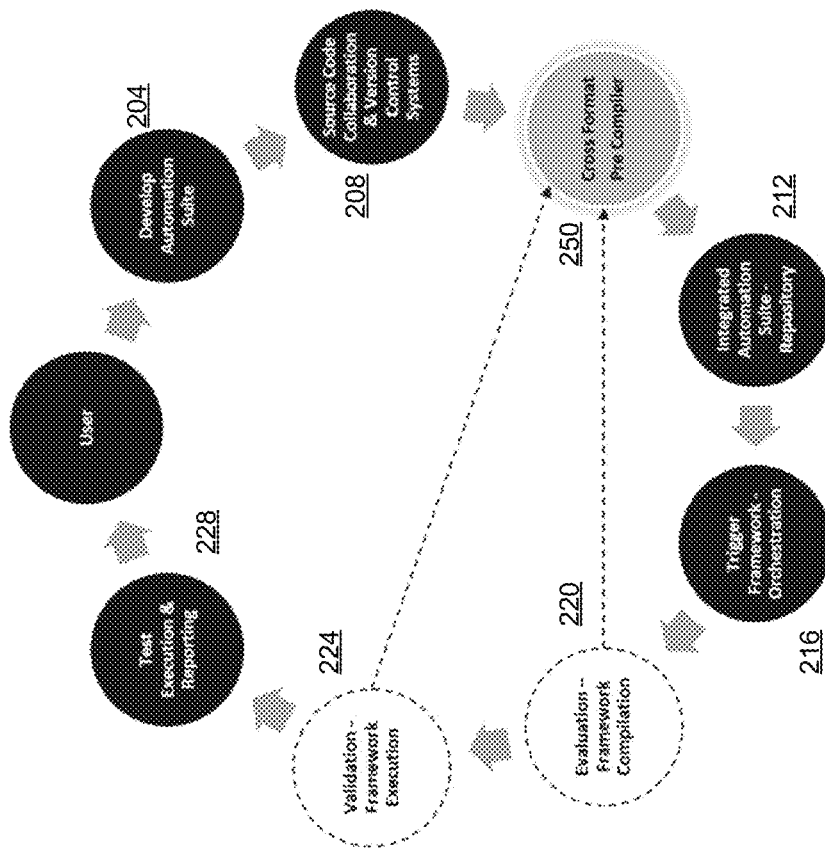 User
Develop
Automation
Suite
204
Source Code
Collaboration
& Version
Control
Systems
208
Cross Format
Pre Compiler
250
Integrated
Automation
Suite -
Repository
212
Trigger
Framework -
Orchestration
216
Evaluation -
Framework
Compilation
220
Validation -
Framework
Execution
224
Test
Execution &
Reporting
228